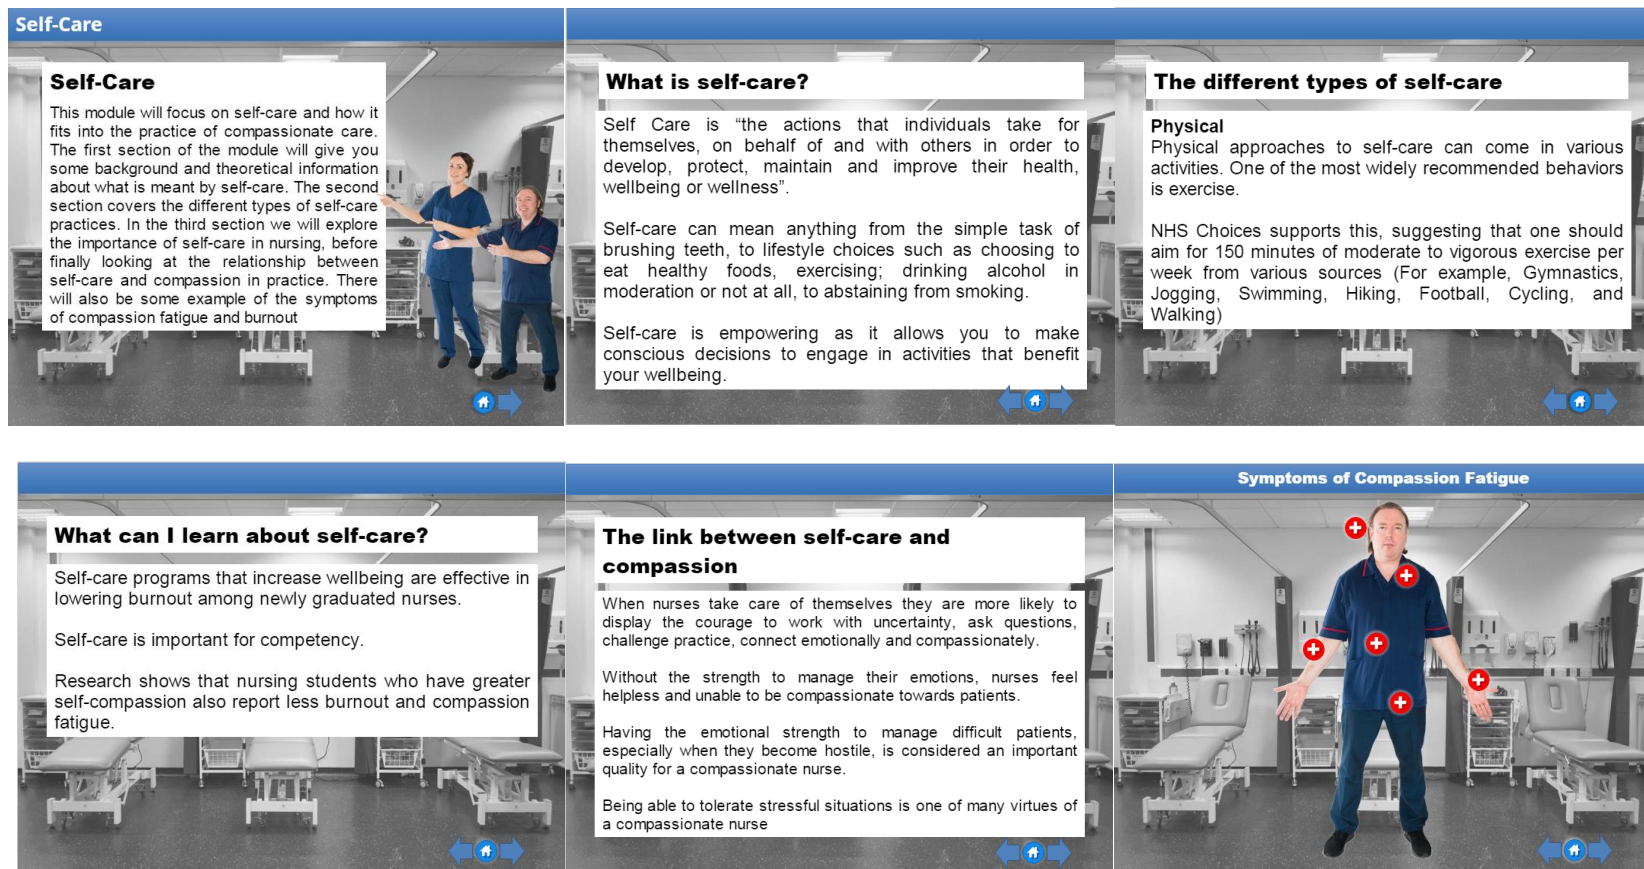 Self-Care
Self-Care
This module will focus on self-care and how it
fits into the practice of compassionate care.
The first section of the module will give you
some background and theoretical information
about what is meant by self-care. The second
section covers the different types of self-care
practices. In the third section we will explore
the importance of self-care in nursing, before
finally looking at the relationship between
self-care and compassion in practice. There
will also be some example of the symptoms
of compassion fatigue and burnout
What is self-care?
Self Care is “the actions that individuals take for
themselves, on behalf of and with others in order to
develop, protect, maintain and improve their health,
wellbeing or wellness”.
Self-care can mean anything from the simple task of
brushing teeth, to lifestyle choices such as choosing to
eat healthy foods, exercising; drinking alcohol in
moderation or not at all, to abstaining from smoking.
Self-care is empowering as it allows you to make
conscious decisions to engage in activities that benefit
your wellbeing.
The different types of self-care
Physical
Physical approaches to self-care can come in various
activities. One of the most widely recommended behaviors
is exercise.
NHS Choices supports this, suggesting that one should
aim for 150 minutes of moderate to vigorous exercise per
week from various sources (For example, Gymnastics,
Jogging, Swimming, Hiking, Football, Cycling, and
Walking)
What can I learn about self-care?
Self-care programs that increase wellbeing are effective in
lowering burnout among newly graduated nurses.
Self-care is important for competency.
Research shows that nursing students who have greater
self-compassion also report less burnout and compassion
fatigue.
The link between self-care and
compassion
When nurses take care of themselves they are more likely to
display the courage to work with uncertainty, ask questions,
challenge practice, connect emotionally and compassionately.
Without the strength to manage their emotions, nurses feel
helpless and unable to be compassionate towards patients.
Having the emotional strength to manage difficult patients,
especially when they become hostile, is considered an important
quality for a compassionate nurse.
Being able to tolerate stressful situations is one of many virtues of
a compassionate nurse
Symptoms of Compassion Fatigue